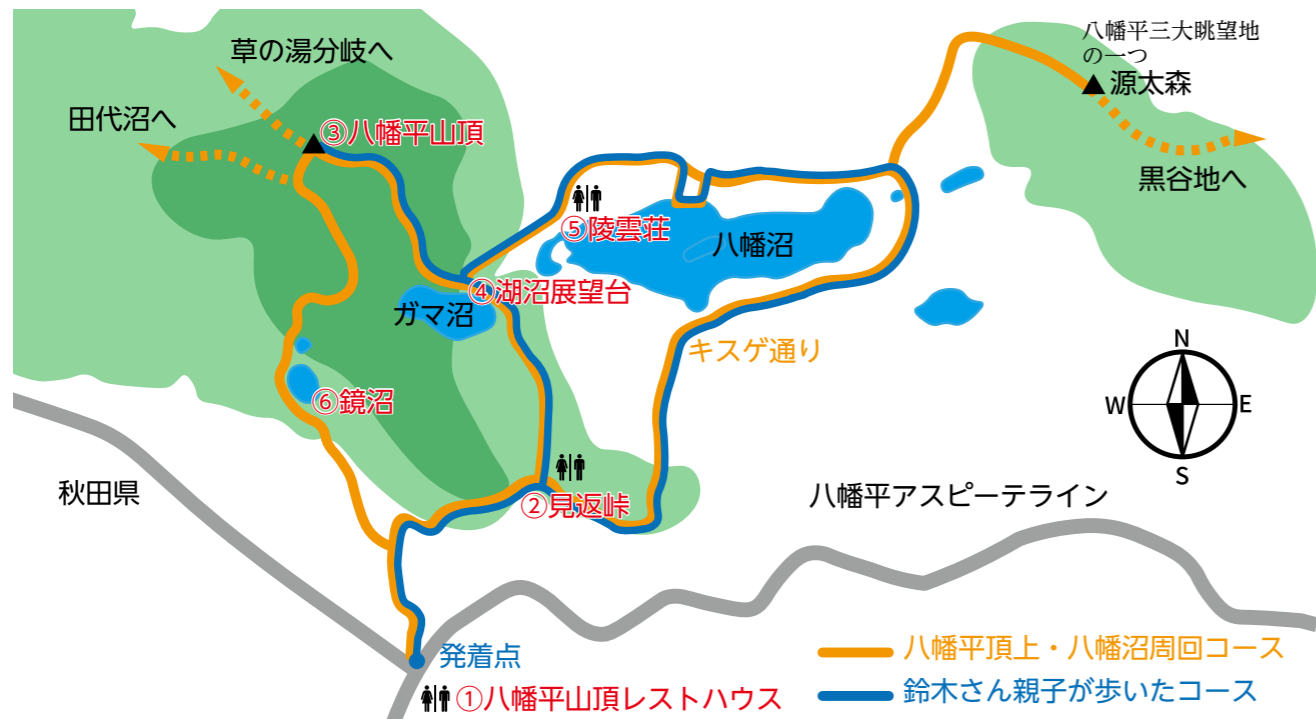 八幡平三大眺望地
の一つ
源太森
草の湯分岐へ
田代沼へ
③八幡平山頂
黒谷地へ
⑤陵雲荘
八幡沼
④湖沼展望台
ガマ沼
キスゲ通り
⑥鏡沼
N
W
E
S
秋田県
②見返峠
八幡平アスピーテライン
発着点
①八幡平山頂レストハウス
八幡平頂上・八幡沼周回コース
鈴木さん親子が歩いたコース